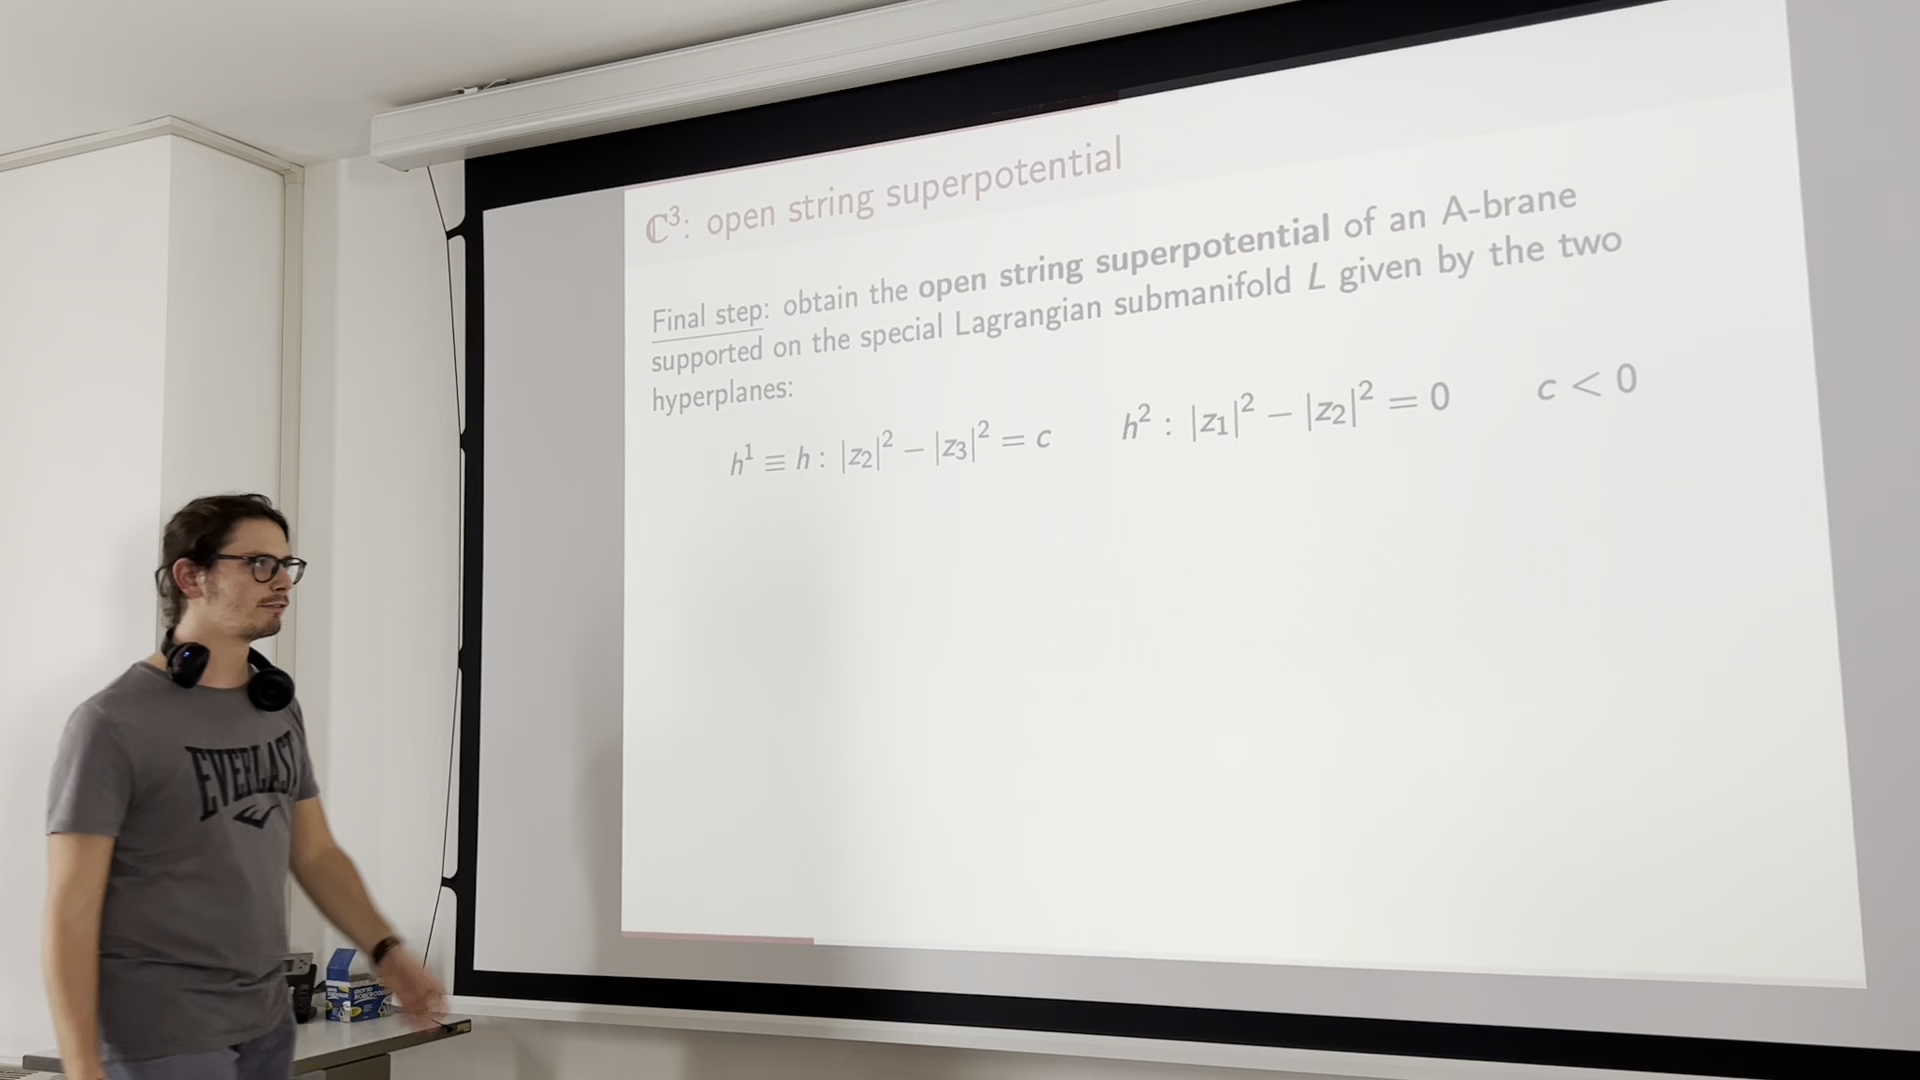 ℂ³: open string superpotential
Final step: obtain the open string superpotential of an A-brane
supported on the special Lagrangian submanifold L given by the two
hyperplanes:
h¹ ≡ h : |z₂|² − |z₃|² = c h² : |z₁|² − |z₂|² = 0 c < 0
EVERLAST